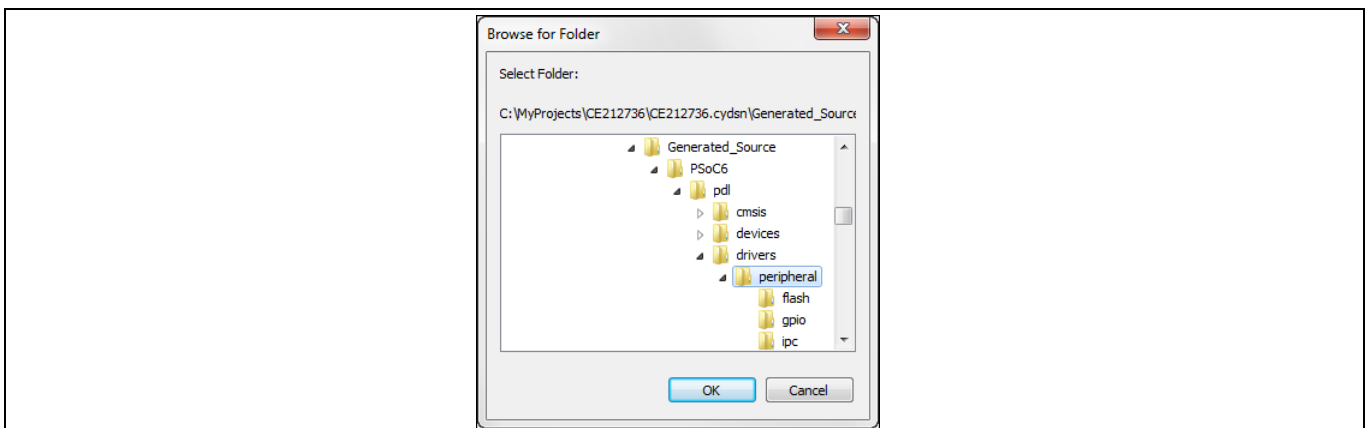 Browse for Folder
Select Folder:
C:\MyProjects\CE212736\CE212736.cydsn\Generated_Source
Generated_Source
PSoC6
pdl
cmsis
devices
drivers
peripheral
flash
gpio
ipc
OK Cancel